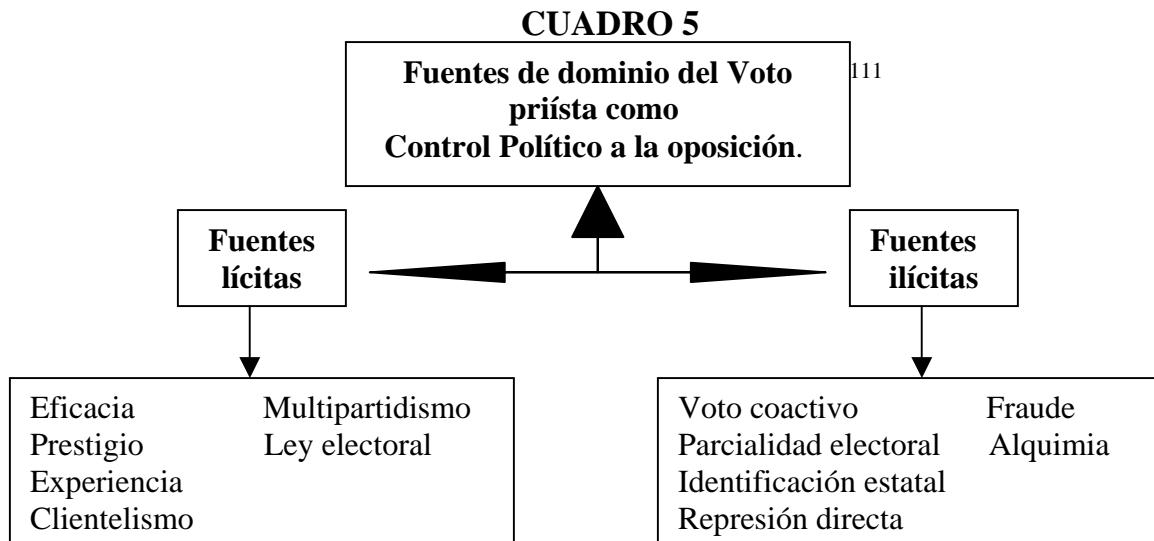 CUADRO 5
Fuentes de dominio del Voto 111
priísta como
Control Político a la oposición.
Fuentes
lícitas
Fuentes
ilícitas
Eficacia Multipartidismo
Prestigio Ley electoral
Experiencia
Clientelismo
Voto coactivo Fraude
Parcialidad electoral Alquimia
Identificación estatal
Represión directa